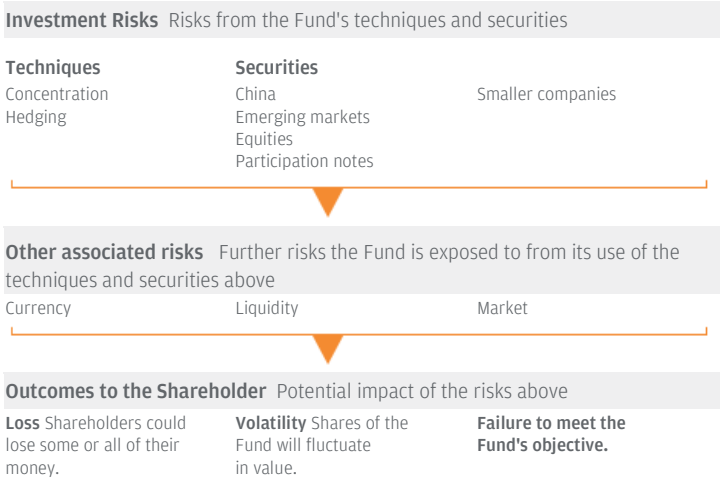 Investment Risks Risks from the Fund's techniques and securities
Techniques
Concentration
Hedging
Securities
China
Emerging markets
Equities
Participation notes
Smaller companies
Other associated risks Further risks the Fund is exposed to from its use of the
techniques and securities above
Currency
Liquidity
Market
Outcomes to the Shareholder Potential impact of the risks above
Loss Shareholders could
lose some or all of their
money.
Volatility Shares of the
Fund will fluctuate
in value.
Failure to meet the
Fund's objective.